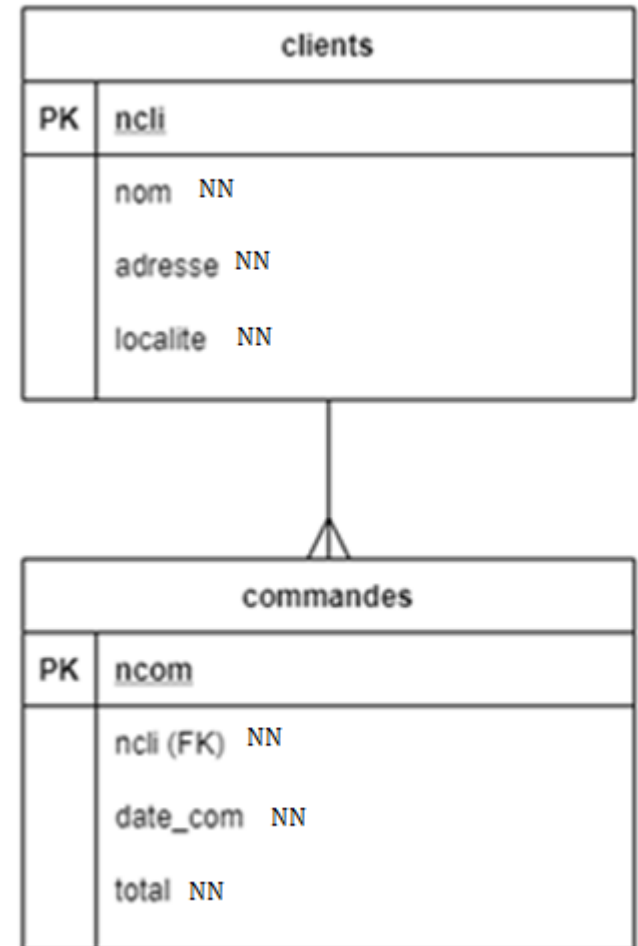 clients
PK ncli
nom NN
adresse NN
localite NN
commandes
PK ncom
ncli (FK) NN
date_com NN
total NN